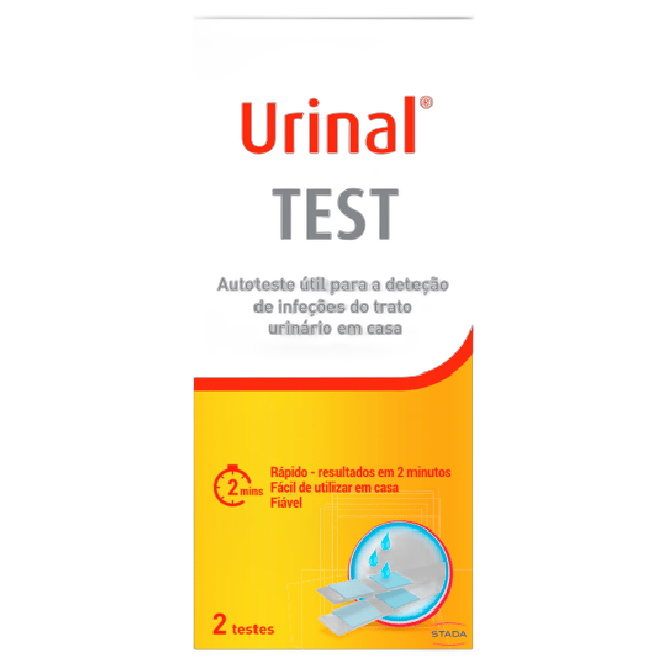 Urinal®
TEST
Autoteste útil para a deteção
de infeções do trato
urinário em casa
2 mins
Rápido - resultados em 2 minutos
Fácil de utilizar em casa
Fiável
2 testes
STADA